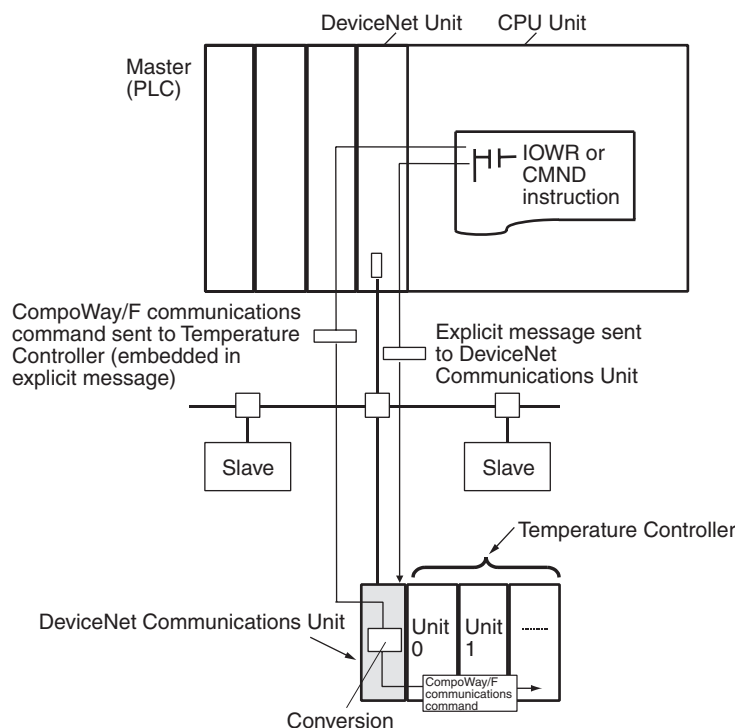 DeviceNet Unit
CPU Unit
Master
(PLC)
IOWR or
CMND
instruction
CompoWay/F communications
command sent to Temperature
Controller (embedded in
explicit message)
Explicit message sent
to DeviceNet
Communications Unit
Slave
Slave
Temperature Controller
DeviceNet Communications Unit
Unit
0
Unit
1
CompoWay/F
communications
command
Conversion